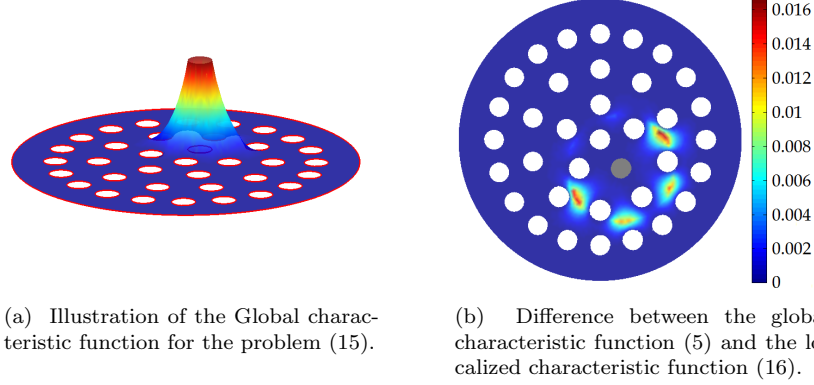 0.016
0.014
0.012
0.01
0.008
0.006
0.004
0.002
0
(a) Illustration of the Global charac-
teristic function for the problem (15).
(b) Difference between the globa
characteristic function (5) and the lo
calized characteristic function (16).